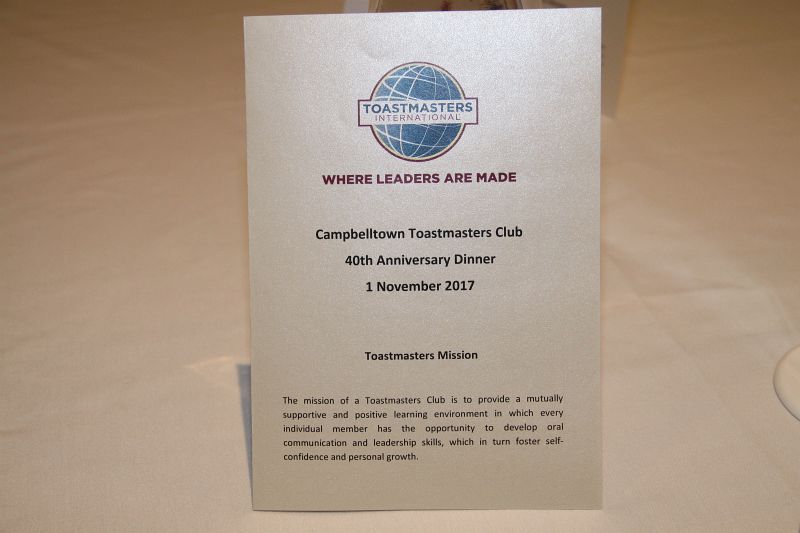 TOASTMASTERS
INTERNATIONAL
WHERE LEADERS ARE MADE
Campbelltown Toastmasters Club
40th Anniversary Dinner
1 November 2017
Toastmasters Mission
The mission of a Toastmasters Club is to provide a mutually
supportive and positive learning environment in which every
individual member has the opportunity to develop oral
communication and leadership skills, which in turn foster self-
confidence and personal growth.